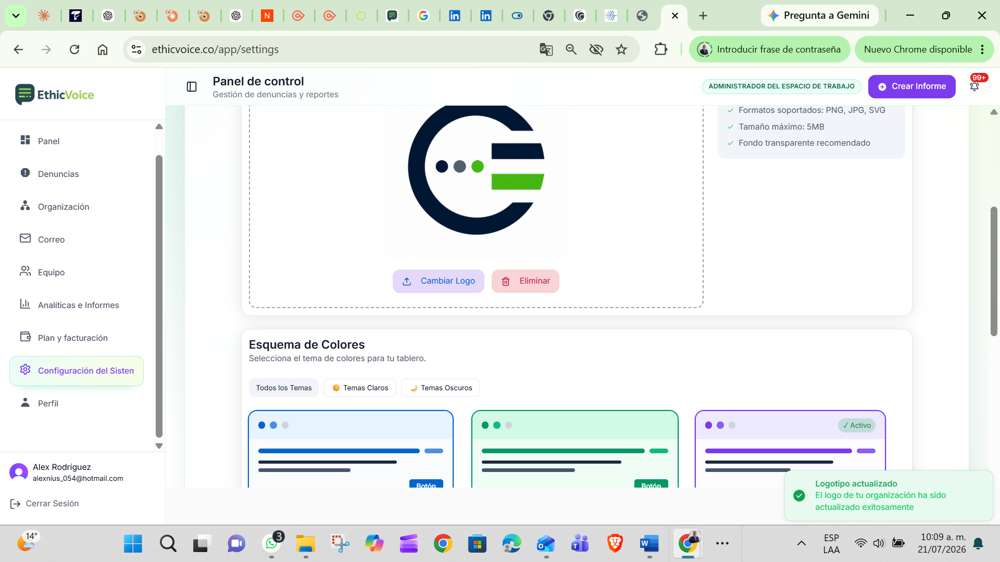 Pregunta a Gemini
ethicvoice.co/app/settings
Introducir frase de contraseña
Nuevo Chrome disponible
EthicVoice
Panel de control
Gestión de denuncias y reportes
ADMINISTRADOR DEL ESPACIO DE TRABAJO
Crear Informe
99+
Panel
Denuncias
Organización
Correo
Equipo
Analíticas e Informes
Plan y facturación
Configuración del Sistem
Perfil
Alex Rodríguez
alexnius_054@hotmail.com
Cerrar Sesión
Formatos soportados: PNG, JPG, SVG
Tamaño máximo: 5MB
Fondo transparente recomendado
Cambiar Logo
Eliminar
Esquema de Colores
Selecciona el tema de colores para tu tablero.
Todos los Temas
Temas Claros
Temas Oscuros
✓ Activo
Botón
Botón
Logotipo actualizado
El logo de tu organización ha sido
actualizado exitosamente
14°
3
ESP
LAA
10:09 a. m.
21/07/2026